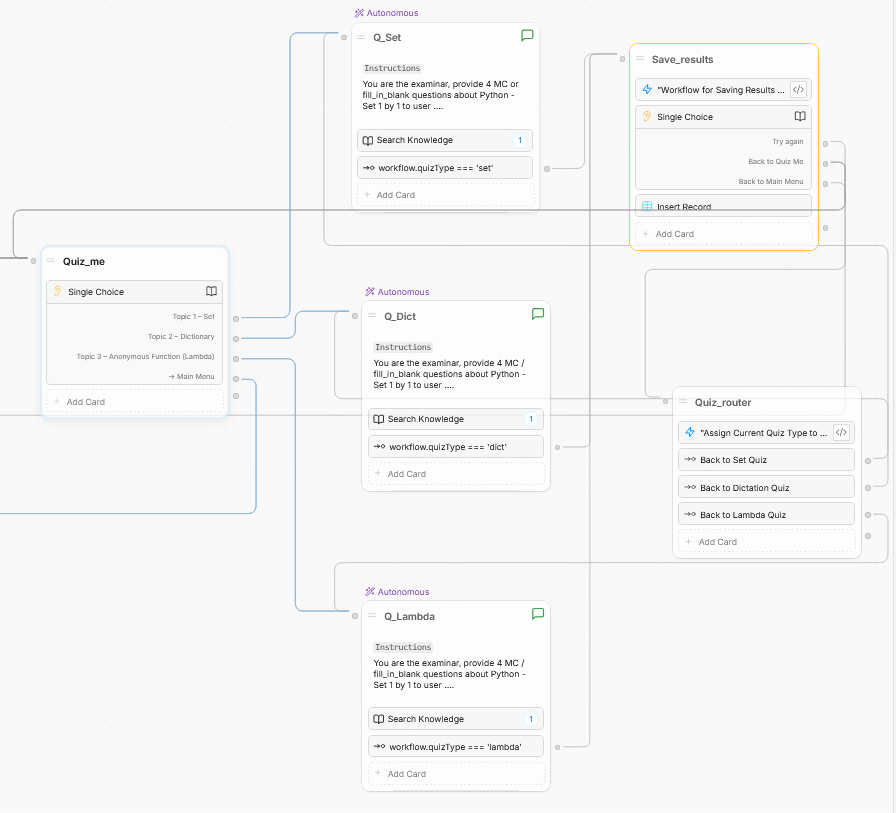 Autonomous
Q_Set
Instructions
You are the examinar, provide 4 MC or
fill_in_blank questions about Python -
Set 1 by 1 to user ....
Search Knowledge 1
workflow.quizType === 'set'
+ Add Card
Save_results
"Workflow for Saving Results ... </>
Single Choice
Try again
Back to Quiz Me
Back to Main Menu
Insert Record
+ Add Card
Quiz_me
Single Choice
Topic 1 – Set
Topic 2 – Dictionary
Topic 3 – Anonymous Function (Lambda)
→ Main Menu
+ Add Card
Autonomous
Q_Dict
Instructions
You are the examinar, provide 4 MC /
fill_in_blank questions about Python -
Set 1 by 1 to user ....
Search Knowledge 1
workflow.quizType === 'dict'
+ Add Card
Quiz_router
"Assign Current Quiz Type to ... </>
Back to Set Quiz
Back to Dictation Quiz
Back to Lambda Quiz
+ Add Card
Autonomous
Q_Lambda
Instructions
You are the examinar, provide 4 MC /
fill_in_blank questions about Python -
Set 1 by 1 to user ....
Search Knowledge 1
workflow.quizType === 'lambda'
+ Add Card